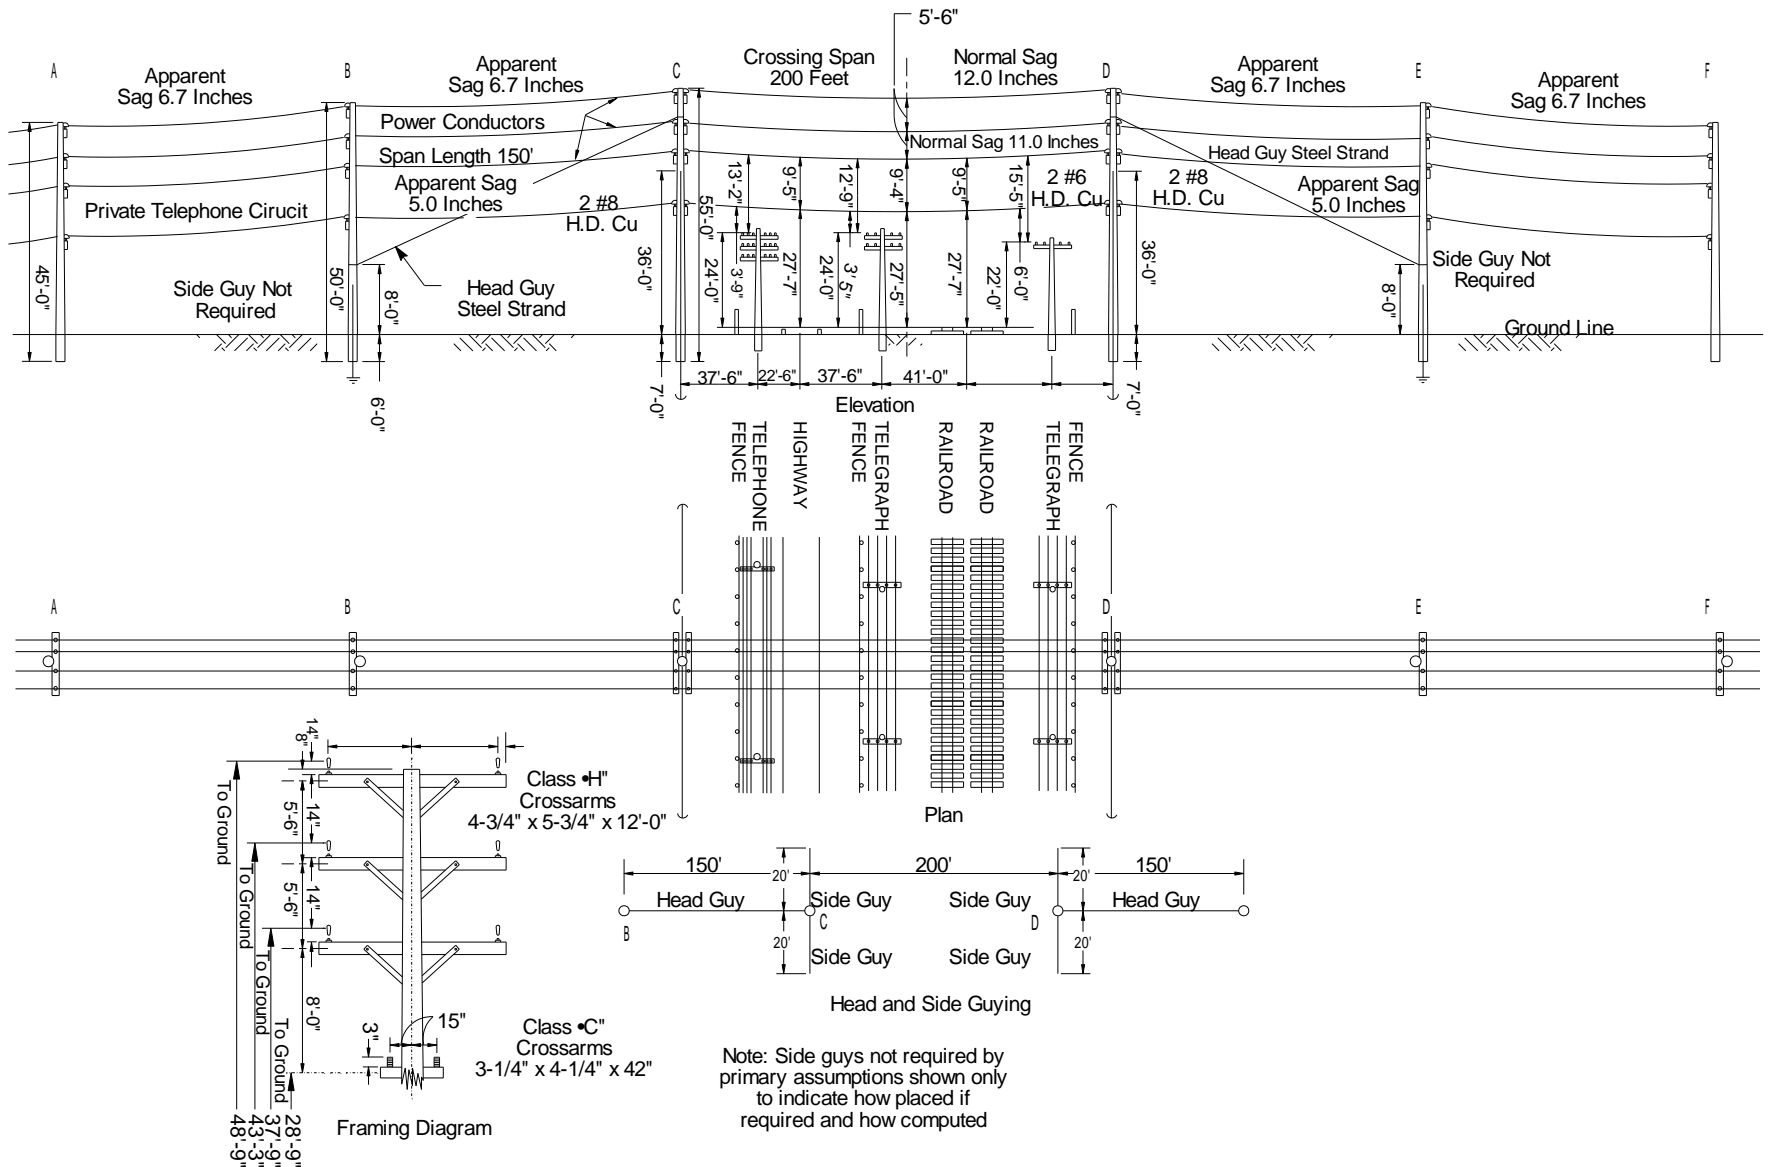 5'-6"
A
B
C
D
E
F
Apparent
Sag 6.7 Inches
Apparent
Sag 6.7 Inches
Crossing Span
200 Feet
Normal Sag
12.0 Inches
Apparent
Sag 6.7 Inches
Apparent
Sag 6.7 Inches
Power Conductors
Span Length 150'
Normal Sag 11.0 Inches
Head Guy Steel Strand
Apparent Sag
5.0 Inches
2 #8
H.D. Cu
2 #6
H.D. Cu
2 #8
H.D. Cu
Apparent Sag
5.0 Inches
Private Telephone Cirucit
13'-2"
9'-5"
12'-9"
9'-4"
9'-5"
15'-5"
45'-0"
50'-0"
8'-0"
36'-0"
55'-0"
24'-0"
3'-9"
27'-7"
24'-0"
3' 5"
27'-5"
27'-7"
22'-0"
6'-0"
36'-0"
8'-0"
Side Guy Not
Required
Head Guy
Steel Strand
Side Guy Not
Required
Ground Line
6'-0"
7'-0"
37'-6"
22'-6"
37'-6"
41'-0"
7'-0"
Elevation
FENCE
TELEPHONE
HIGHWAY
FENCE
TELEGRAPH
RAILROAD
RAILROAD
TELEGRAPH
FENCE
A
B
C
D
E
F
Plan
14"
8"
5'-6"
14"
5'-6"
14"
8'-0"
3"
15"
To Ground
To Ground
To Ground
To Ground
48'-9"
43'-3"
37'-9"
28'-9"
Class •H"
Crossarms
4-3/4" x 5-3/4" x 12'-0"
Class •C"
Crossarms
3-1/4" x 4-1/4" x 42"
Framing Diagram
150'
20'
200'
20'
150'
Head Guy
Side Guy
Side Guy
Head Guy
B
C
D
20'
20'
Side Guy
Side Guy
Head and Side Guying
Note: Side guys not required by
primary assumptions shown only
to indicate how placed if
required and how computed